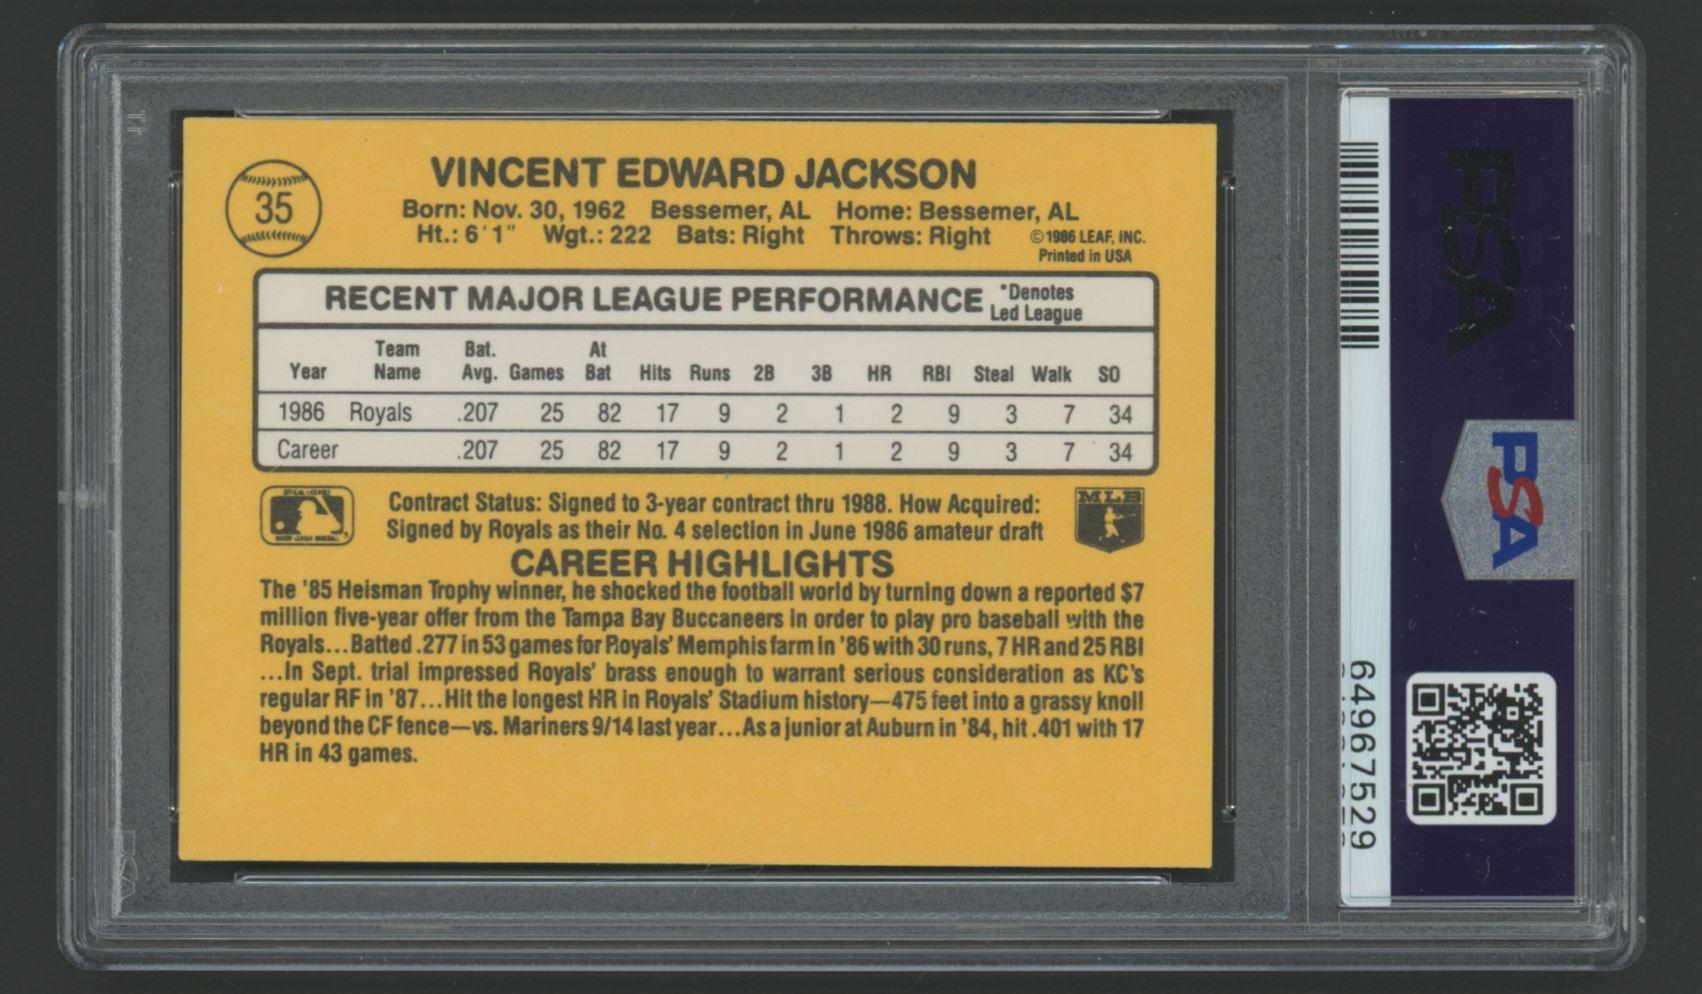 35
VINCENT EDWARD JACKSON
Born: Nov. 30, 1962 Bessemer, AL Home: Bessemer, AL
Ht.: 6'1" Wgt.: 222 Bats: Right Throws: Right
©1986 LEAF, INC.
Printed in USA
RECENT MAJOR LEAGUE PERFORMANCE *Denotes
Led League
Year Team Name Bat. Avg. Games At Bat Hits Runs 2B 3B HR RBI Steal Walk SO
1986 Royals .207 25 82 17 9 2 1 2 9 3 7 34
Career .207 25 82 17 9 2 1 2 9 3 7 34
Contract Status: Signed to 3-year contract thru 1988. How Acquired:
Signed by Royals as their No. 4 selection in June 1986 amateur draft
MLB
CAREER HIGHLIGHTS
The '85 Heisman Trophy winner, he shocked the football world by turning down a reported $7
million five-year offer from the Tampa Bay Buccaneers in order to play pro baseball with the
Royals...Batted .277 in 53 games for Royals' Memphis farm in '86 with 30 runs, 7 HR and 25 RBI
...In Sept. trial impressed Royals' brass enough to warrant serious consideration as KC's
regular RF in '87...Hit the longest HR in Royals' Stadium history—475 feet into a grassy knoll
beyond the CF fence—vs. Mariners 9/14 last year...As a junior at Auburn in '84, hit .401 with 17
HR in 43 games.
PSA
PSA
64967529